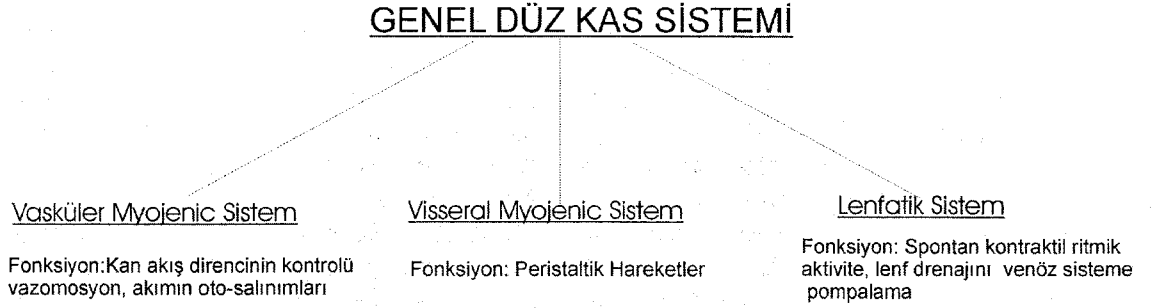 GENEL DÜZ KAS SİSTEMİ
Vasküler Myojenic Sistem
Fonksiyon:Kan akış direncinin kontrolü
vazomosyon, akımın oto-salınımları
Visseral Myojenic Sistem
Fonksiyon: Peristaltik Hareketler
Lenfatik Sistem
Fonksiyon: Spontan kontraktil ritmik
aktivite, lenf drenajını venöz sisteme
pompalama